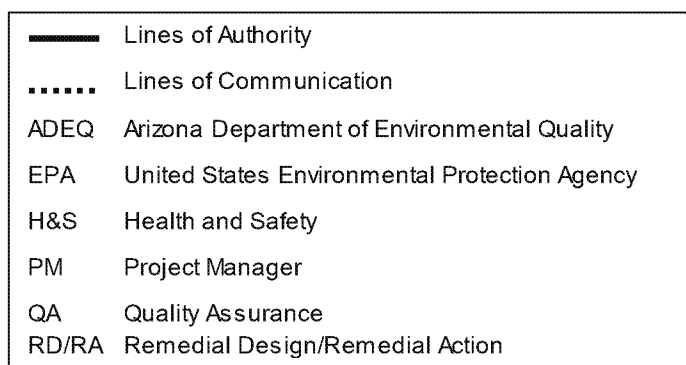 Lines of Authority
Lines of Communication
ADEQ Arizona Department of Environmental Quality
EPA United States Environmental Protection Agency
H&S Health and Safety
PM Project Manager
QA Quality Assurance
RD/RA Remedial Design/Remedial Action